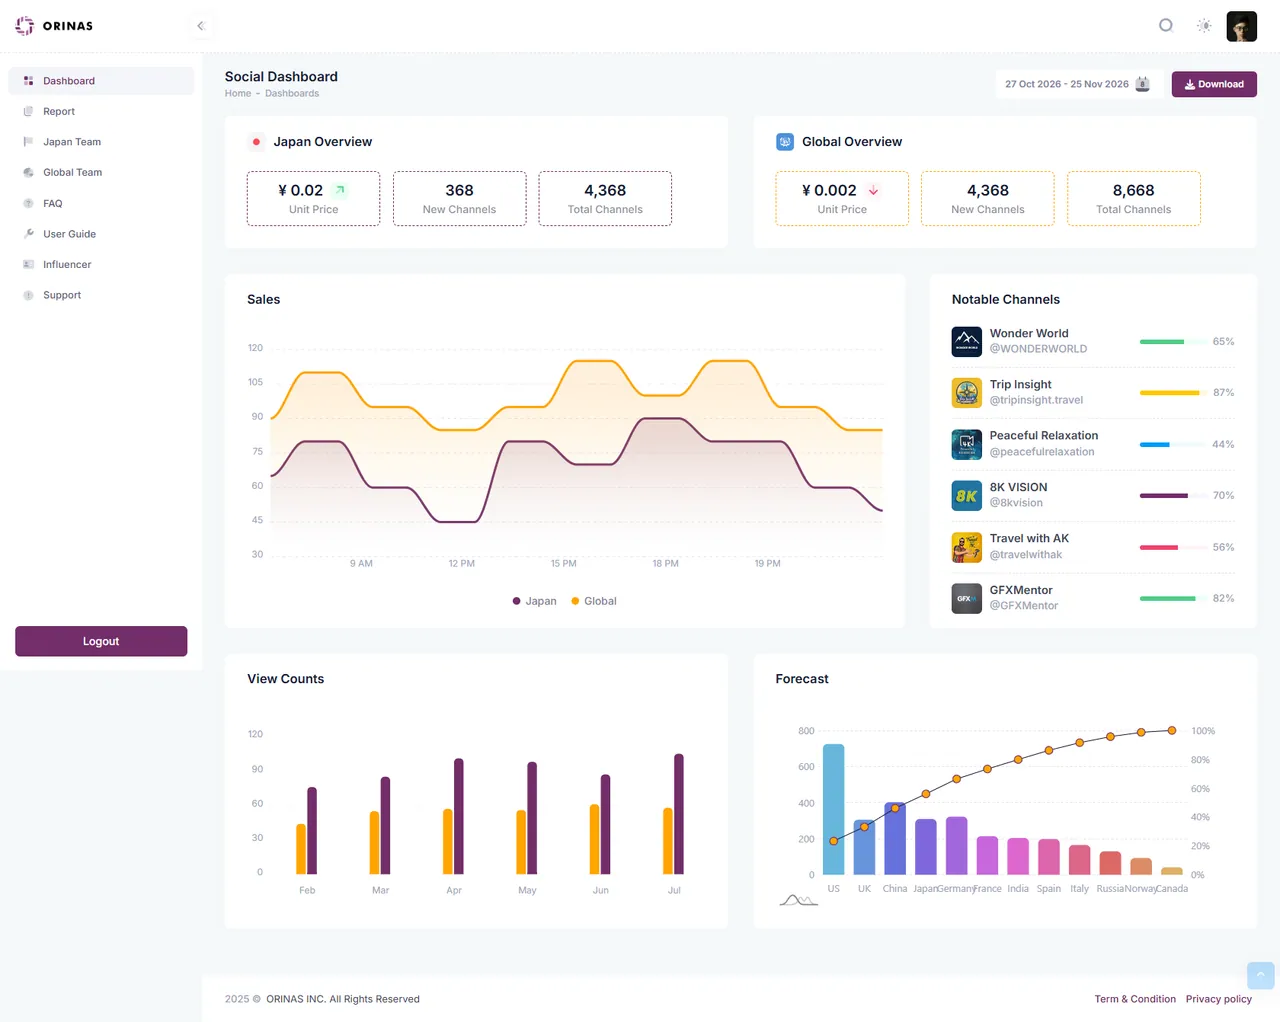 ORINAS
Dashboard
Report
Japan Team
Global Team
FAQ
User Guide
Influencer
Support
Logout
Social Dashboard
Home - Dashboards
27 Oct 2026 - 25 Nov 2026
8
Download
Japan Overview
¥ 0.02
Unit Price
368
New Channels
4,368
Total Channels
Global Overview
¥ 0.002
Unit Price
4,368
New Channels
8,668
Total Channels
Sales
120
105
90
75
60
45
30
9 AM 12 PM 15 PM 18 PM 19 PM
Japan Global
Notable Channels
Wonder World
@WONDERWORLD
65%
Trip Insight
@tripinsight.travel
87%
Peaceful Relaxation
@peacefulrelaxation
44%
8K
8K VISION
@8kvision
70%
Travel with AK
@travelwithak
56%
GFXM
GFXMentor
@GFXMentor
82%
View Counts
120
90
60
30
0
Feb Mar Apr May Jun Jul
Forecast
800
600
400
200
0
100%
80%
60%
40%
20%
0%
US UK China Japan Germany France India Spain Italy Russia Norway Canada
2025 © ORINAS INC. All Rights Reserved
Term & Condition Privacy policy